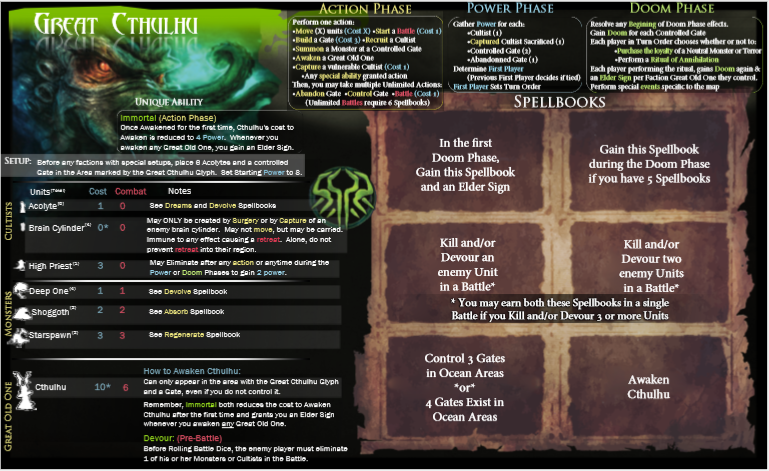 GREAT CTHULHU
UNIQUE ABILITY
Immortal (Action Phase)
Once Awakened for the first time, Cthulhu's cost to
Awaken is reduced to 4 Power. Whenever you
awaken any Great Old One, you gain an Elder Sign.
SETUP: Before any factions with special setups, place 6 Acolytes and a controlled
Gate in the Area marked by the Great Cthulhu Glyph. Set Starting Power to 8.
Units(Total) Cost Combat Notes
CULTISTS
Acolyte(6) 1 0 See Dreams and Devolve Spellbooks
Brain Cylinder(4) 0* 0 May ONLY be created by Surgery or by Capture of an
enemy brain cylinder. May not move, but may be carried.
Immune to any effect causing a retreat. Alone, do not
prevent retreat into their region.
High Priest(1) 3 0 May Eliminate after any action or anytime during the
Power or Doom Phases to gain 2 power.
MONSTERS
Deep One(4) 1 1 See Devolve Spellbook
Shoggoth(2) 2 2 See Absorb Spellbook
Starspawn(2) 3 3 See Regenerate Spellbook
GREAT OLD ONE
Cthulhu 10* 6
How to Awaken Cthulhu:
Can only appear in the area with the Great Cthulhu Glyph
and a Gate, even if you do not control it.
Remember, Immortal both reduces the cost to Awaken
Cthulhu after the first time and grants you an Elder Sign
whenever you awaken any Great Old One.
Devour: (Pre-Battle)
Before Rolling Battle Dice, the enemy player must eliminate
1 of his or her Monsters or Cultists in the Battle.
ACTION PHASE
Perform one action:
•Move (X) units (Cost X) •Start a Battle (Cost 1)
•Build a Gate (Cost 3) •Recruit a Cultist
•Summon a Monster at a Controlled Gate
•Awaken a Great Old One
•Capture a vulnerable Cultist (Cost 1)
•Any special ability granted action
Then, you may take multiple Unlimited Actions:
•Abandon Gate •Control Gate •Battle (Cost 1)
(Unlimited Battles require 6 Spellbooks)
POWER PHASE
Gather Power for each:
•Cultist (1)
•Captured Cultist Sacrificed (1)
•Controlled Gate (2)
•Abandonned Gate (1)
Determine First Player
(Previous First Player decides if tied)
First Player Sets Turn Order
DOOM PHASE
Resolve any Begining of Doom Phase effects.
Gain Doom for each Controlled Gate
Each player in Turn Order chooses whether or not to:
•Purchase the loyalty of a Neutral Monster or Terror
•Perform a Ritual of Annihilation
Each player performing the ritual, gains Doom again &
an Elder Sign per Faction Great Old One they control.
Perform special events specific to the map
SPELLBOOKS
In the first
Doom Phase,
Gain this Spellbook
and an Elder Sign
Gain this Spellbook
during the Doom Phase
if you have 5 Spellbooks
Kill and/or
Devour an
enemy Unit
in a Battle*
Kill and/or
Devour two
enemy Units
in a Battle*
* You may earn both these Spellbooks in a single
Battle if you Kill and/or Devour 3 or more Units
Control 3 Gates
in Ocean Areas
*or*
4 Gates Exist in
Ocean Areas
Awaken
Cthulhu